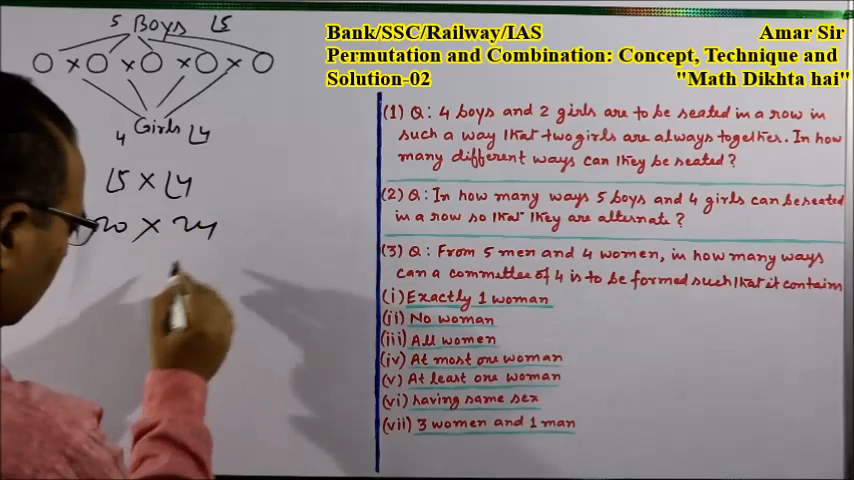 Bank/SSC/Railway/IAS
Amar Sir
Permutation and Combination: Concept, Technique and
Solution-02
"Math Dikhta hai"
5 Boys ⌊5
○ × ○ × ○ × ○ × ○
4 Girls ⌊4
⌊5 × ⌊4
20 × 24
(1) Q: 4 boys and 2 girls are to be seated in a row in
such a way that two girls are always together. In how
many different ways can they be seated?
(2) Q: In how many ways 5 boys and 4 girls can be seated
in a row so that they are alternate?
(3) Q: From 5 men and 4 women, in how many ways
can a committee of 4 is to be formed such that it contain
(i) Exactly 1 woman
(ii) No woman
(iii) All women
(iv) At most one woman
(v) At least one woman
(vi) having same sex
(vii) 3 women and 1 man